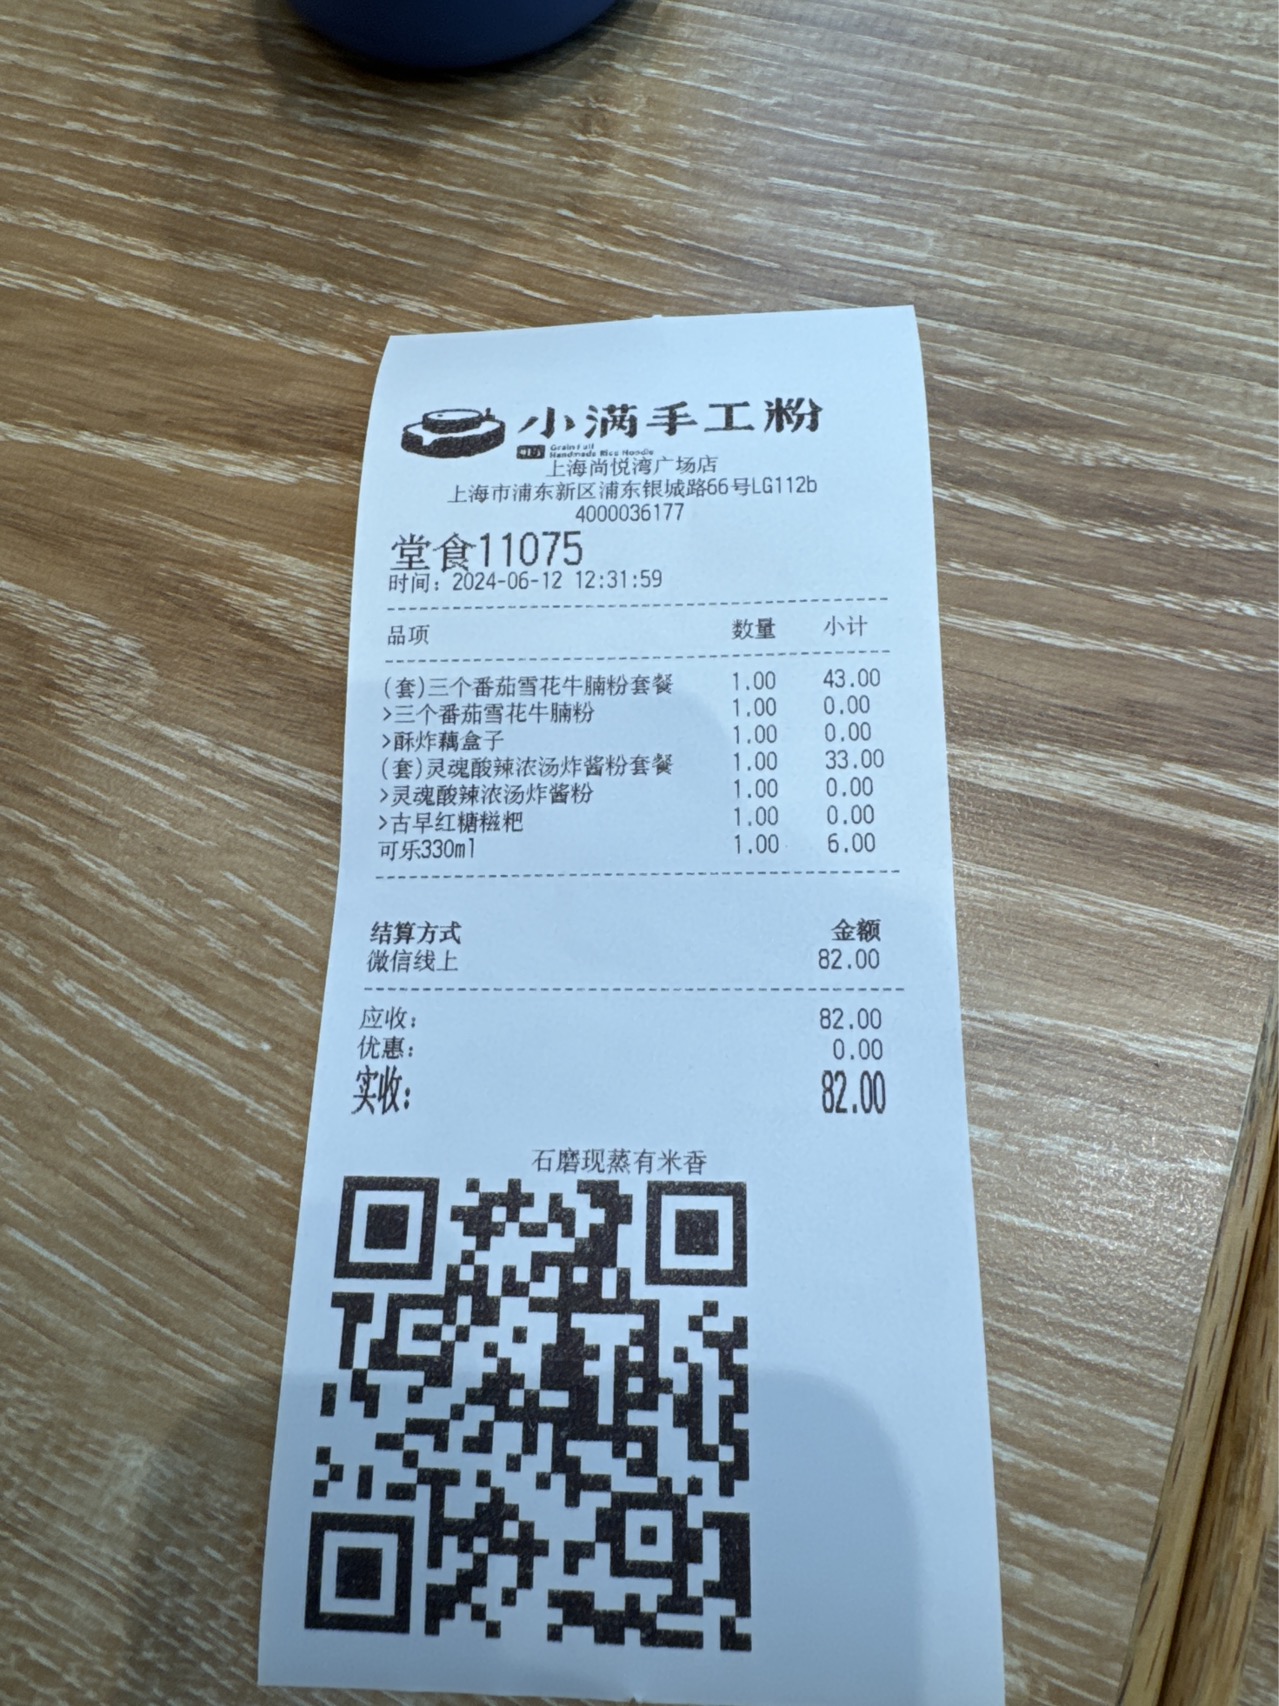 小满手工粉
Grain Full
Handmade Rice Noodle
上海尚悦湾广场店
上海市浦东新区浦东银城路66号LG112b
4000036177
堂食11075
时间：2024-06-12 12:31:59
品项 数量 小计
(套)三个番茄雪花牛腩粉套餐 1.00 43.00
>三个番茄雪花牛腩粉 1.00 0.00
>酥炸藕盒子 1.00 0.00
(套)灵魂酸辣浓汤炸酱粉套餐 1.00 33.00
>灵魂酸辣浓汤炸酱粉 1.00 0.00
>古早红糖糍粑 1.00 0.00
可乐330ml 1.00 6.00
结算方式 金额
微信线上 82.00
应收： 82.00
优惠： 0.00
实收： 82.00
石磨现蒸有米香